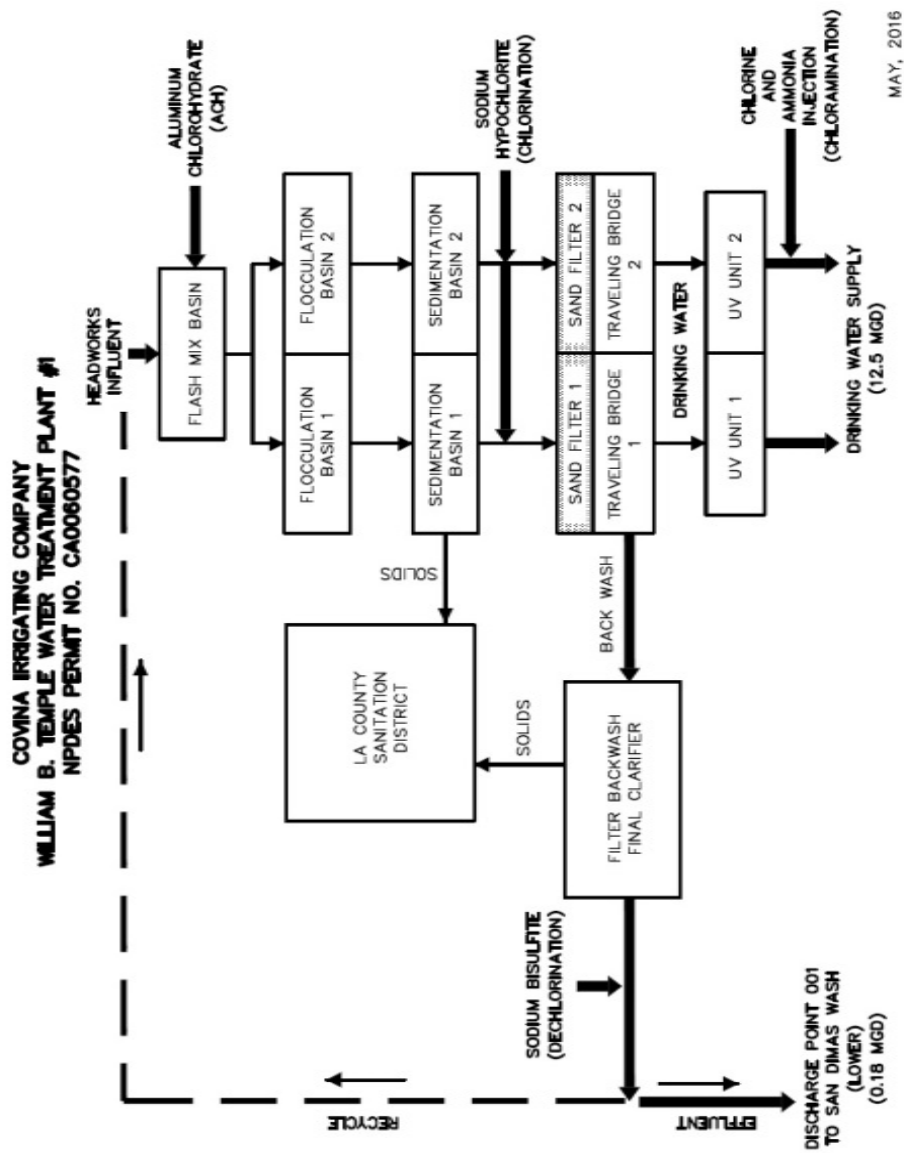 COVINA IRRIGATING COMPANY
WILLIAM B. TEMPLE WATER TREATMENT PLANT #1
NPDES PERMIT NO. CA0060577
HEADWORKS
INFLUENT
ALUMINUM
CHLOROHYDRATE
(ACH)
FLASH MIX BASIN
FLOCCULATION
BASIN 1
FLOCCULATION
BASIN 2
SEDIMENTATION
BASIN 1
SEDIMENTATION
BASIN 2
SOLIDS
LA COUNTY
SANITATION
DISTRICT
SODIUM
HYPOCHLORITE
(CHLORINATION)
SAND FILTER 1
SAND FILTER 2
TRAVELING BRIDGE
1
TRAVELING BRIDGE
2
BACK WASH
SOLIDS
FILTER BACKWASH
FINAL CLARIFIER
SODIUM BISULFITE
(DECHLORINATION)
RECYCLE
EFFLUENT
DRINKING WATER
UV UNIT 1
UV UNIT 2
CHLORINE
AND
AMMONIA
INJECTION
(CHLORAMINATION)
DISCHARGE POINT 001
TO SAN DIMAS WASH
(LOWER)
(0.18 MGD)
DRINKING WATER SUPPLY
(12.5 MGD)
MAY, 2016